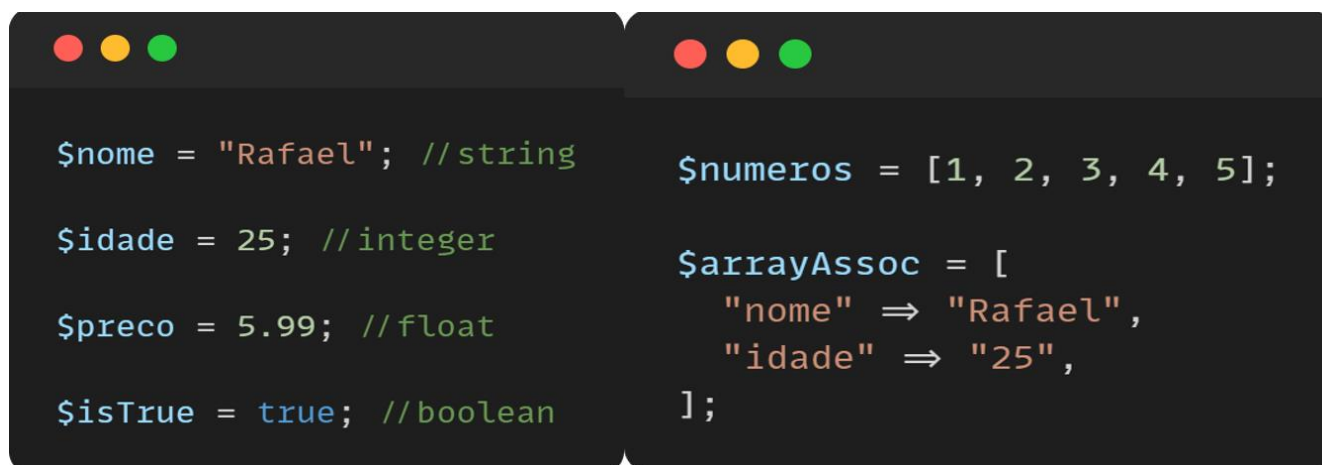 $nome = "Rafael"; //string
$idade = 25; //integer
$preco = 5.99; //float
$isTrue = true; //boolean
$numeros = [1, 2, 3, 4, 5];
$arrayAssoc = [
"nome" ⇒ "Rafael",
"idade" ⇒ "25",
];